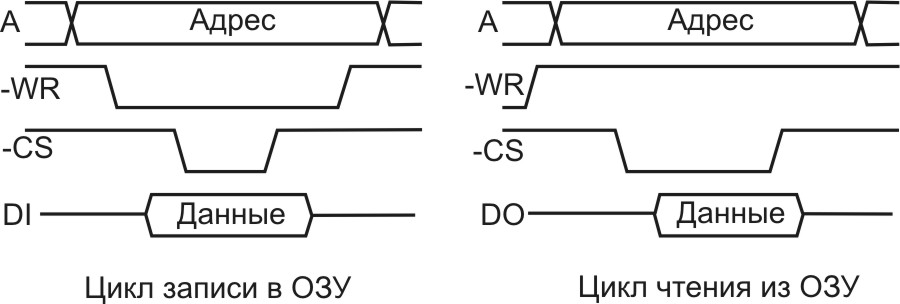 A Адрес
-WR
-CS
DI Данные
Цикл записи в ОЗУ
A Адрес
-WR
-CS
DO Данные
Цикл чтения из ОЗУ